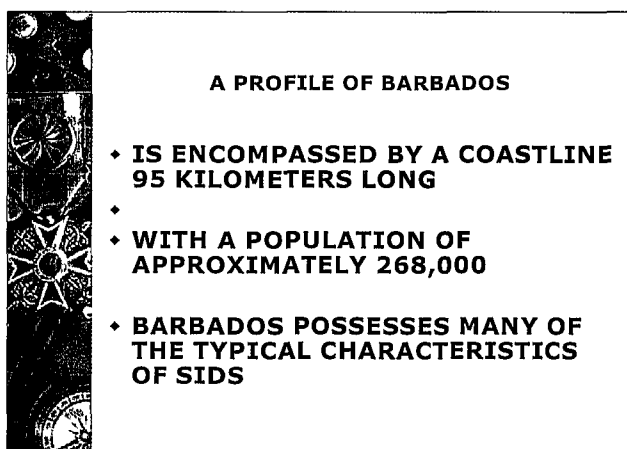 A PROFILE OF BARBADOS
◆ IS ENCOMPASSED BY A COASTLINE
95 KILOMETERS LONG
◆
◆ WITH A POPULATION OF
APPROXIMATELY 268,000
◆ BARBADOS POSSESSES MANY OF
THE TYPICAL CHARACTERISTICS
OF SIDS